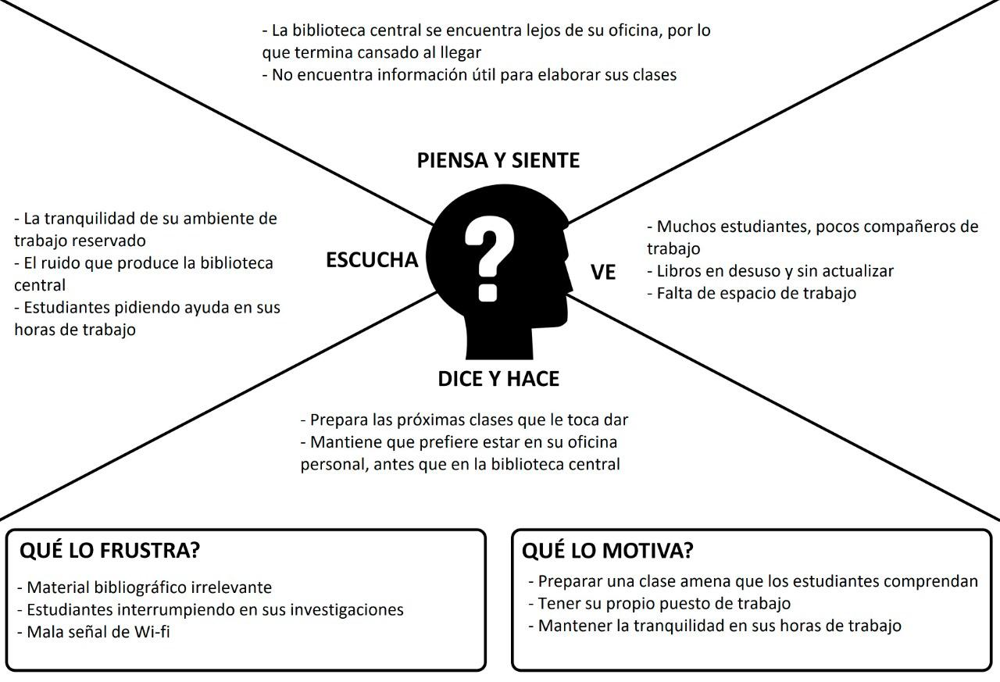 - La biblioteca central se encuentra lejos de su oficina, por lo
que termina cansado al llegar
- No encuentra información útil para elaborar sus clases
PIENSA Y SIENTE
- La tranquilidad de su ambiente de
trabajo reservado
- El ruido que produce la biblioteca
central
- Estudiantes pidiendo ayuda en sus
horas de trabajo
ESCUCHA
?
VE
- Muchos estudiantes, pocos compañeros de
trabajo
- Libros en desuso y sin actualizar
- Falta de espacio de trabajo
DICE Y HACE
- Prepara las próximas clases que le toca dar
- Mantiene que prefiere estar en su oficina
personal, antes que en la biblioteca central
QUÉ LO FRUSTRA?
- Material bibliográfico irrelevante
- Estudiantes interrumpiendo en sus investigaciones
- Mala señal de Wi-fi
QUÉ LO MOTIVA?
- Preparar una clase amena que los estudiantes comprendan
- Tener su propio puesto de trabajo
- Mantener la tranquilidad en sus horas de trabajo